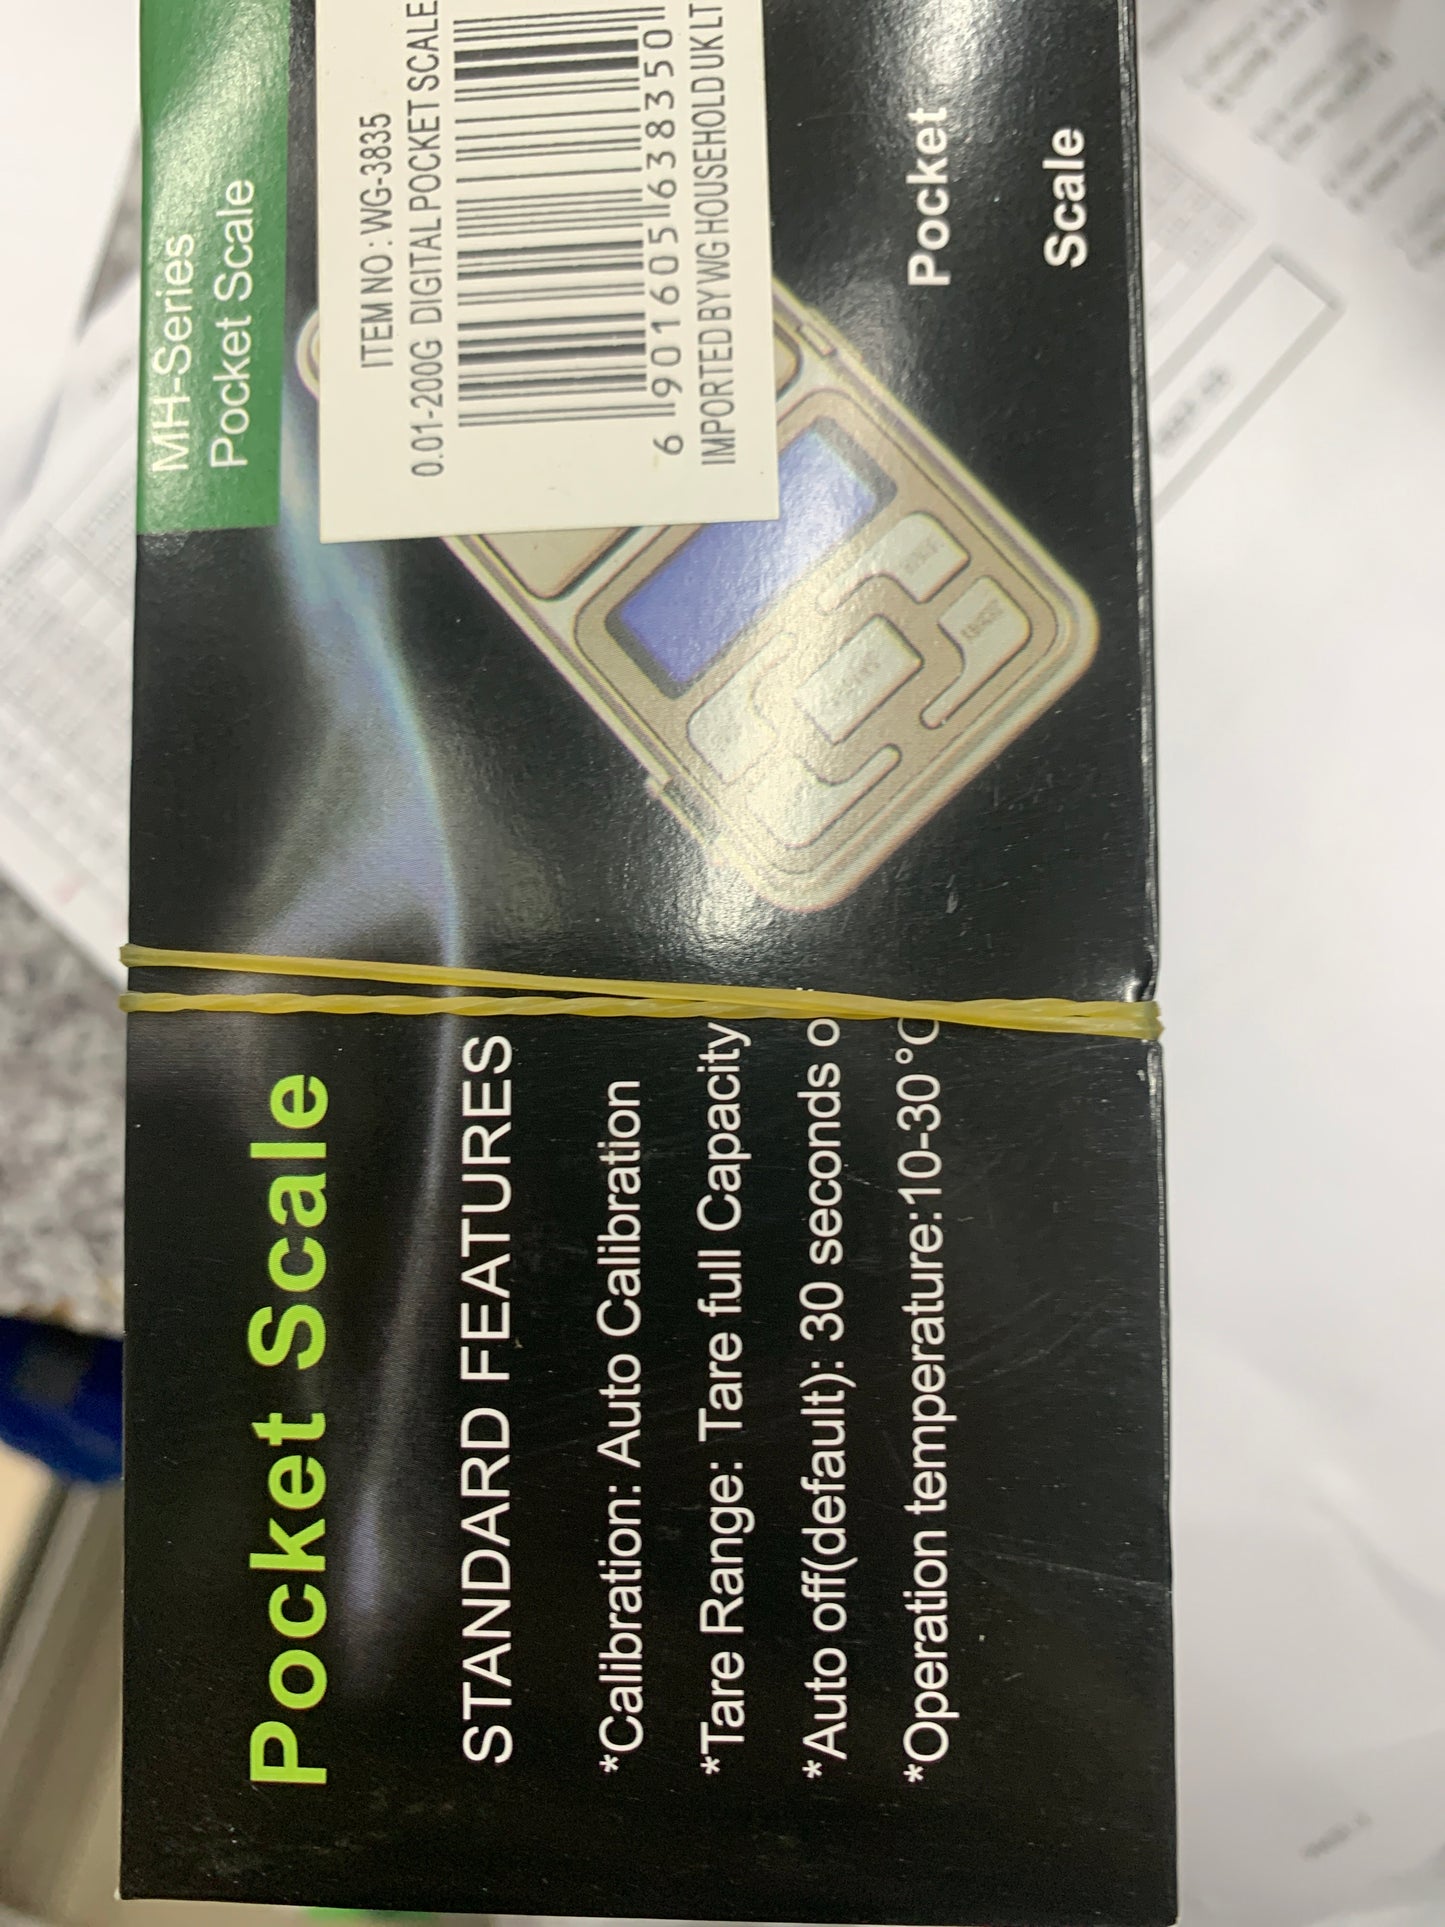 Pocket Scale
STANDARD FEATURES
*Calibration: Auto Calibration
*Tare Range: Tare full Capacity
*Auto off(default): 30 seconds o
*Operation temperature:10-30°C
MH-Series
Pocket Scale
ITEM NO : WG-3835
0.01-200G DIGITAL POCKET SCALE
6 901605 638350
IMPORTED BY WG HOUSEHOLD UK LT
Pocket
Scale